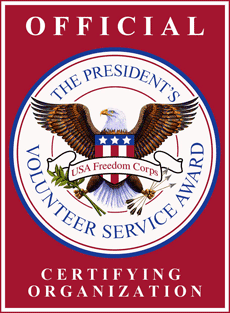 OFFICIAL
THE PRESIDENT'S
USA Freedom Corps
VOLUNTEER SERVICE AWARD
CERTIFYING
ORGANIZATION